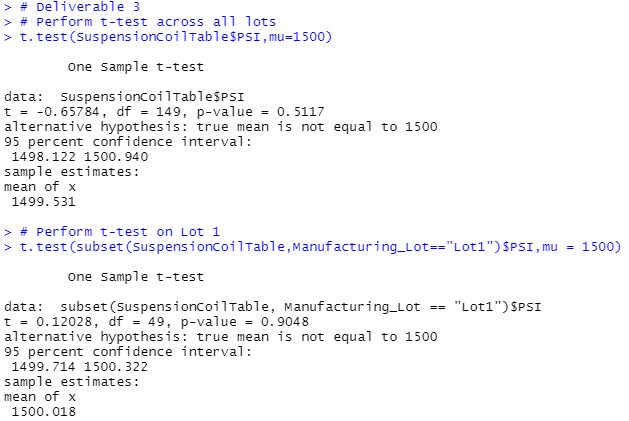 > # Deliverable 3
> # Perform t-test across all lots
> t.test(SuspensionCoilTable$PSI,mu=1500)
One Sample t-test
data:  SuspensionCoilTable$PSI
t = -0.65784, df = 149, p-value = 0.5117
alternative hypothesis: true mean is not equal to 1500
95 percent confidence interval:
1498.122 1500.940
sample estimates:
mean of x
1499.531
> # Perform t-test on Lot 1
> t.test(subset(SuspensionCoilTable,Manufacturing_Lot=="Lot1")$PSI,mu = 1500)
One Sample t-test
data:  subset(SuspensionCoilTable, Manufacturing_Lot == "Lot1")$PSI
t = 0.12028, df = 49, p-value = 0.9048
alternative hypothesis: true mean is not equal to 1500
95 percent confidence interval:
1499.714 1500.322
sample estimates:
mean of x
1500.018